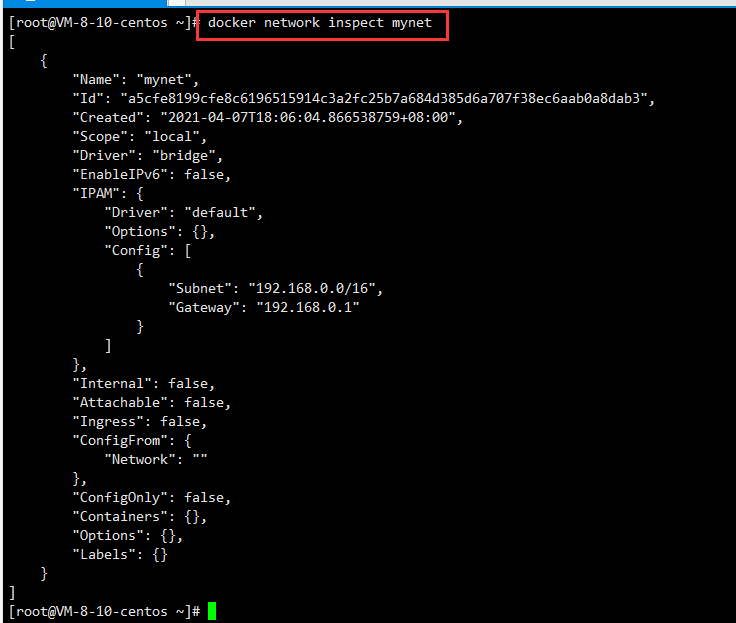 [root@VM-8-10-centos ~]# docker network inspect mynet
[
    {
        "Name": "mynet",
        "Id": "a5cfe8199cfe8c6196515914c3a2fc25b7a684d385d6a707f38ec6aab0a8dab3",
        "Created": "2021-04-07T18:06:04.866538759+08:00",
        "Scope": "local",
        "Driver": "bridge",
        "EnableIPv6": false,
        "IPAM": {
            "Driver": "default",
            "Options": {},
            "Config": [
                {
                    "Subnet": "192.168.0.0/16",
                    "Gateway": "192.168.0.1"
                }
            ]
        },
        "Internal": false,
        "Attachable": false,
        "Ingress": false,
        "ConfigFrom": {
            "Network": ""
        },
        "ConfigOnly": false,
        "Containers": {},
        "Options": {},
        "Labels": {}
    }
]
[root@VM-8-10-centos ~]#